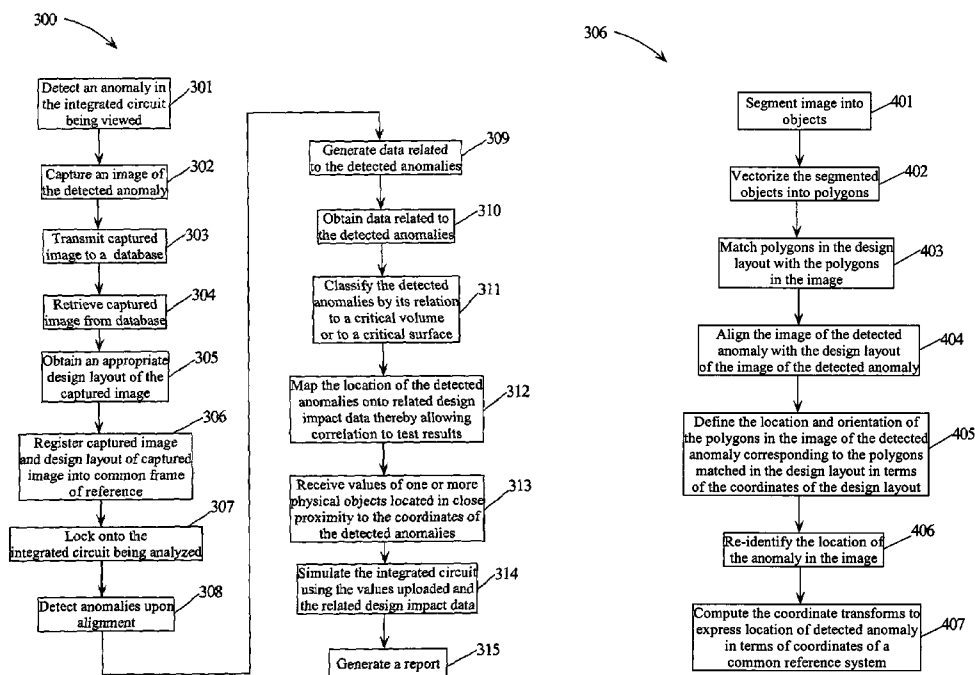 300
Detect an anomaly in
the integrated circuit
being viewed
301
Capture an image of
the detected anomaly
302
Transmit captured
image to a database
303
Retrieve captured
image from database
304
Obtain an appropriate
design layout of the
captured image
305
306
Register captured image
and design layout of captured
image into common frame
of reference
307
Lock onto the
integrated circuit being analyzed
Detect anomalies upon
alignment
308
309
Generate data related
to the detected anomalies
310
Obtain data related to
the detected anomalies
Classify the detected
anomalies by its relation
to a critical volume
or to a critical surface
311
Map the location of the detected
anomalies onto related design
impact data thereby allowing
correlation to test results
312
Receive values of one or more
physical objects located in close
proximity to the coordinates of
the detected anomalies
313
Simulate the integrated circuit
using the values uploaded and
the related design impact data
314
Generate a report
315
306
Segment image into
objects
401
Vectorize the segmented
objects into polygons
402
Match polygons in the design
layout with the polygons
in the image
403
Align the image of the detected
anomaly with the design layout
of the image of the detected anomaly
404
Define the location and orientation of
the polygons in the image of the detected
anomaly corresponding to the polygons
matched in the design layout in terms
of the coordinates of the design layout
405
Re-identify the location of
the anomaly in the image
406
Compute the coordinate transforms to
express location of detected anomaly
in terms of coordinates of a
common reference system
407